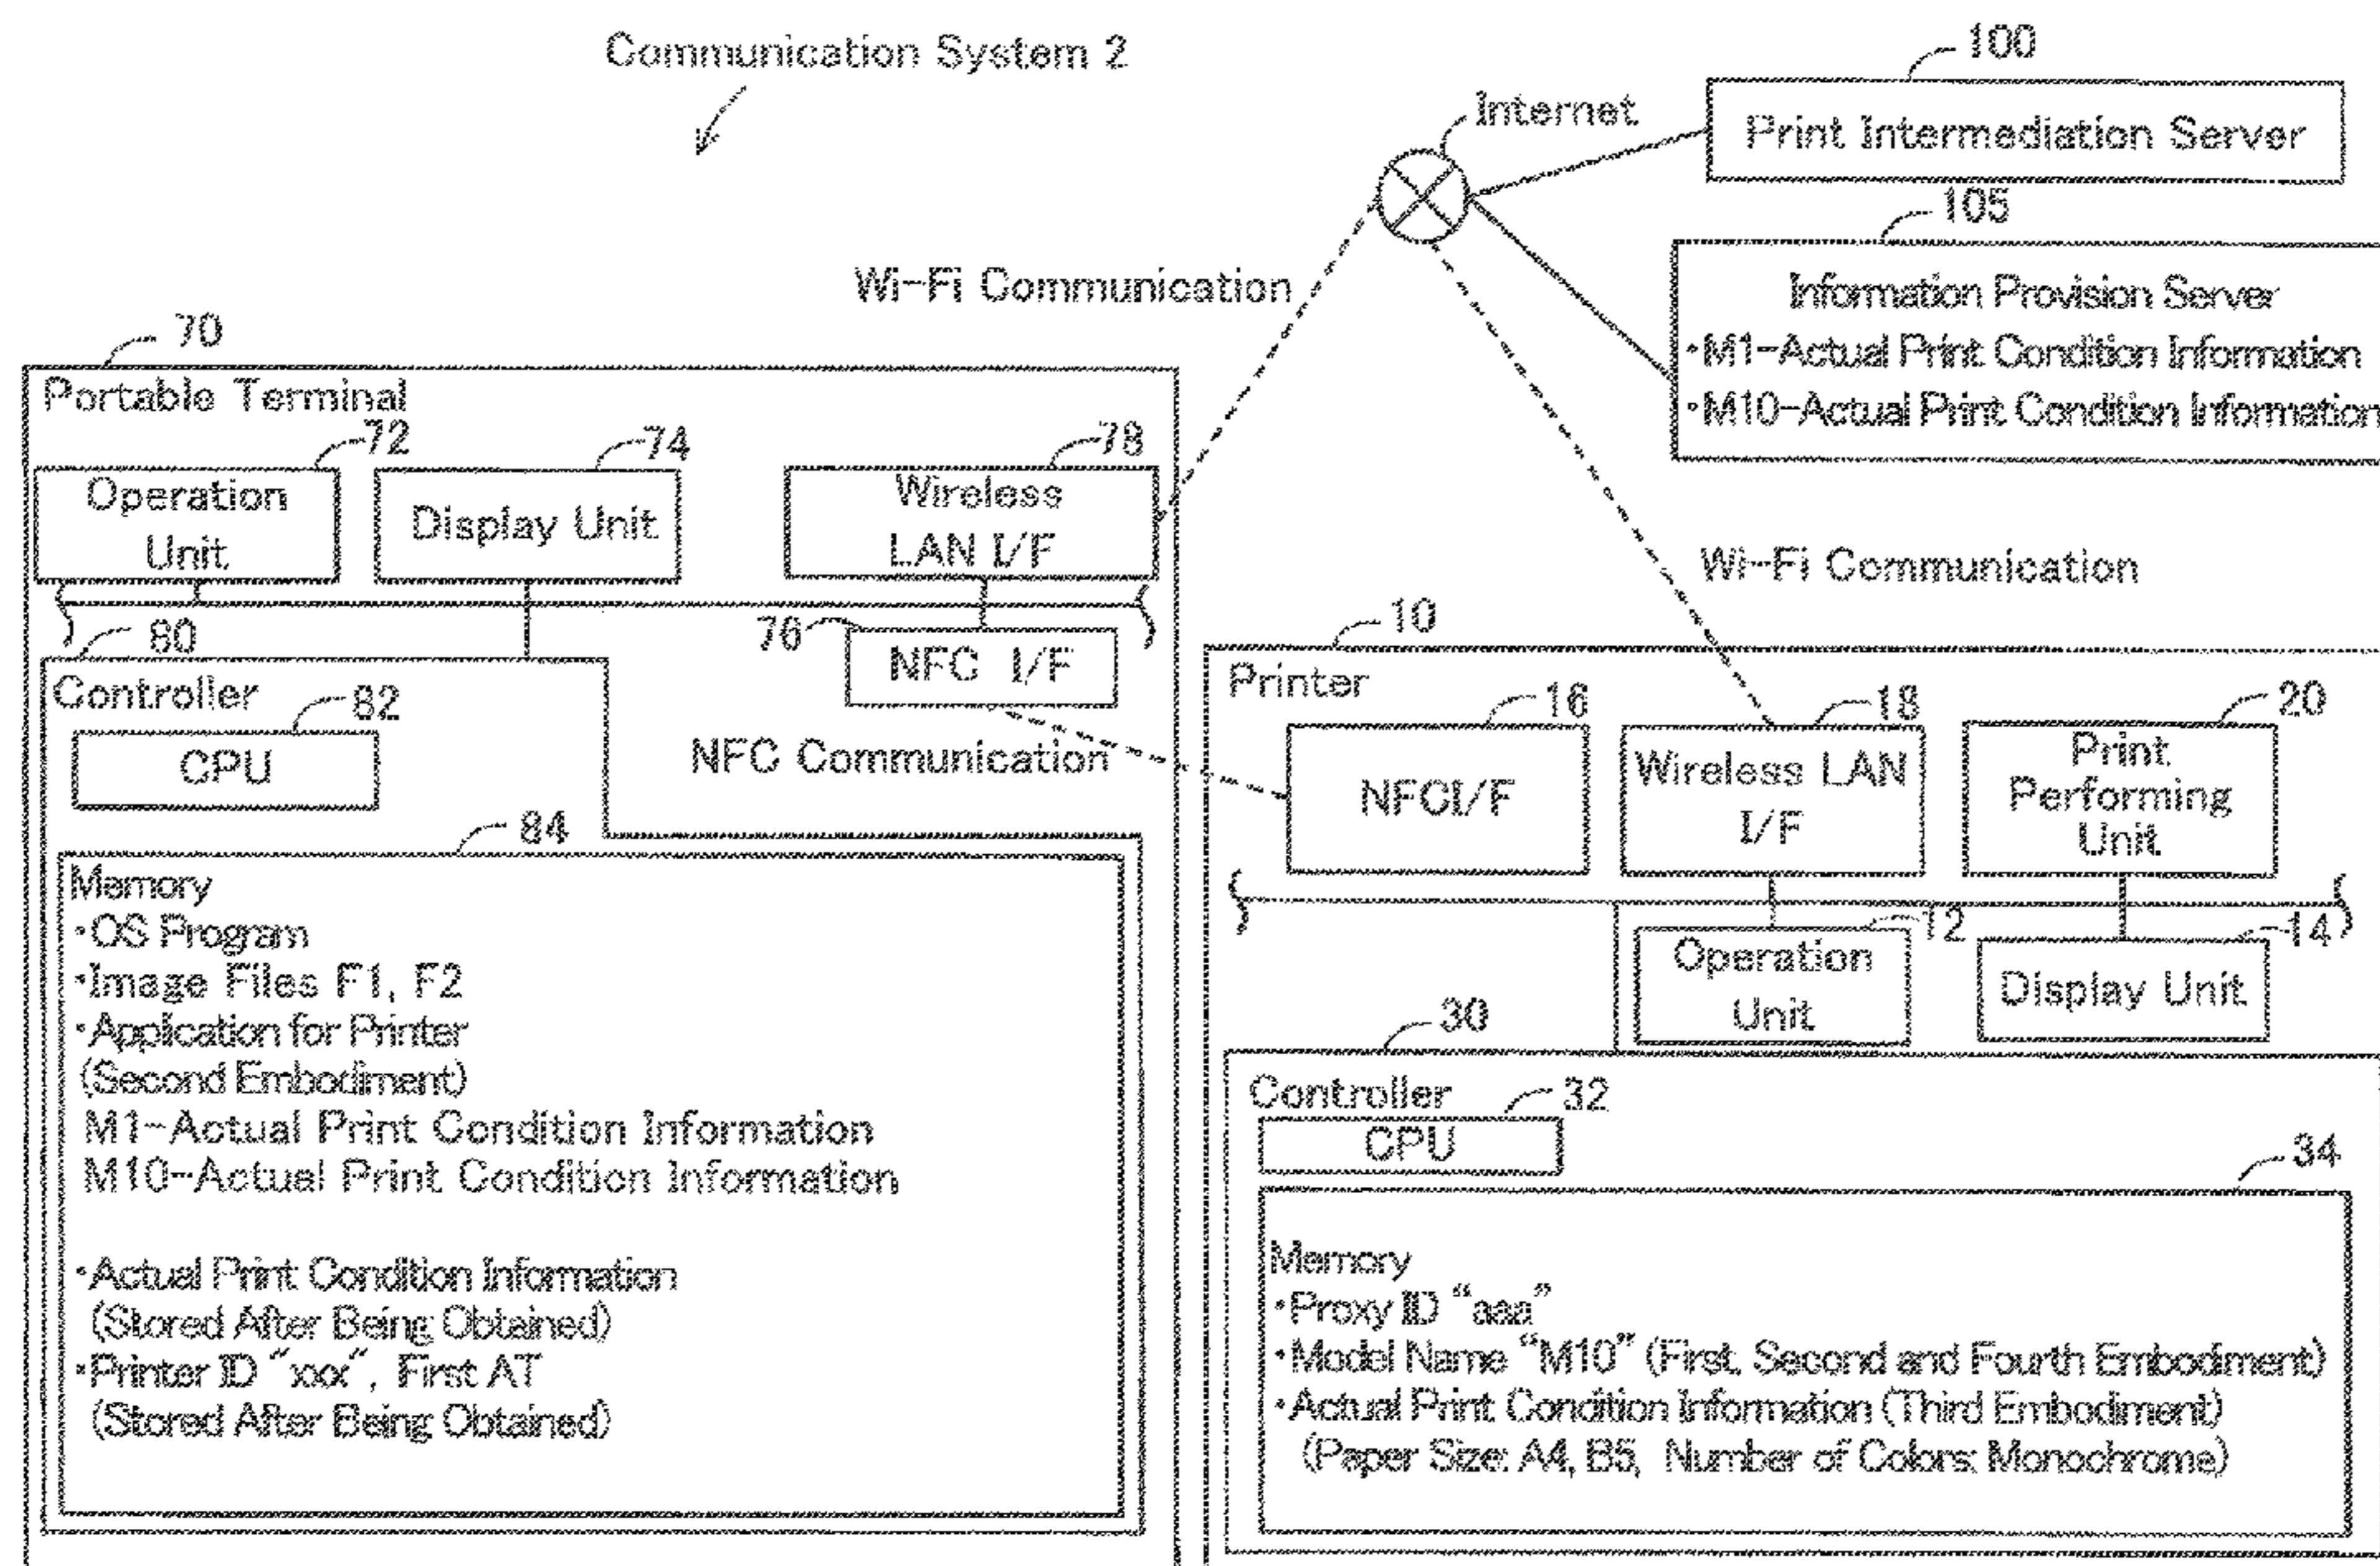 Communication System 2
100
Internet
Print Intermediation Server
105
Information Provision Server
・M1-Actual Print Condition Information
・M10-Actual Print Condition Information
Wi-Fi Communication
Wi-Fi Communication
70
Portable Terminal
72
Operation
Unit
74
Display Unit
78
Wireless
LAN I/F
76
NFC I/F
NFC Communication
80
Controller
82
CPU
84
Memory
・OS Program
・Image Files F1, F2
・Application for Printer
(Second Embodiment)
M1-Actual Print Condition Information
M10-Actual Print Condition Information
・Actual Print Condition Information
(Stored After Being Obtained)
・Printer ID "xxx", First AT
(Stored After Being Obtained)
10
Printer
16
NFCI/F
18
Wireless LAN
I/F
20
Print
Performing
Unit
12
Operation
Unit
14
Display Unit
30
Controller
32
CPU
34
Memory
・Proxy ID "aaa"
・Model Name "M10" (First, Second and Fourth Embodiment)
・Actual Print Condition Information (Third Embodiment)
(Paper Size: A4, B5, Number of Colors: Monochrome)